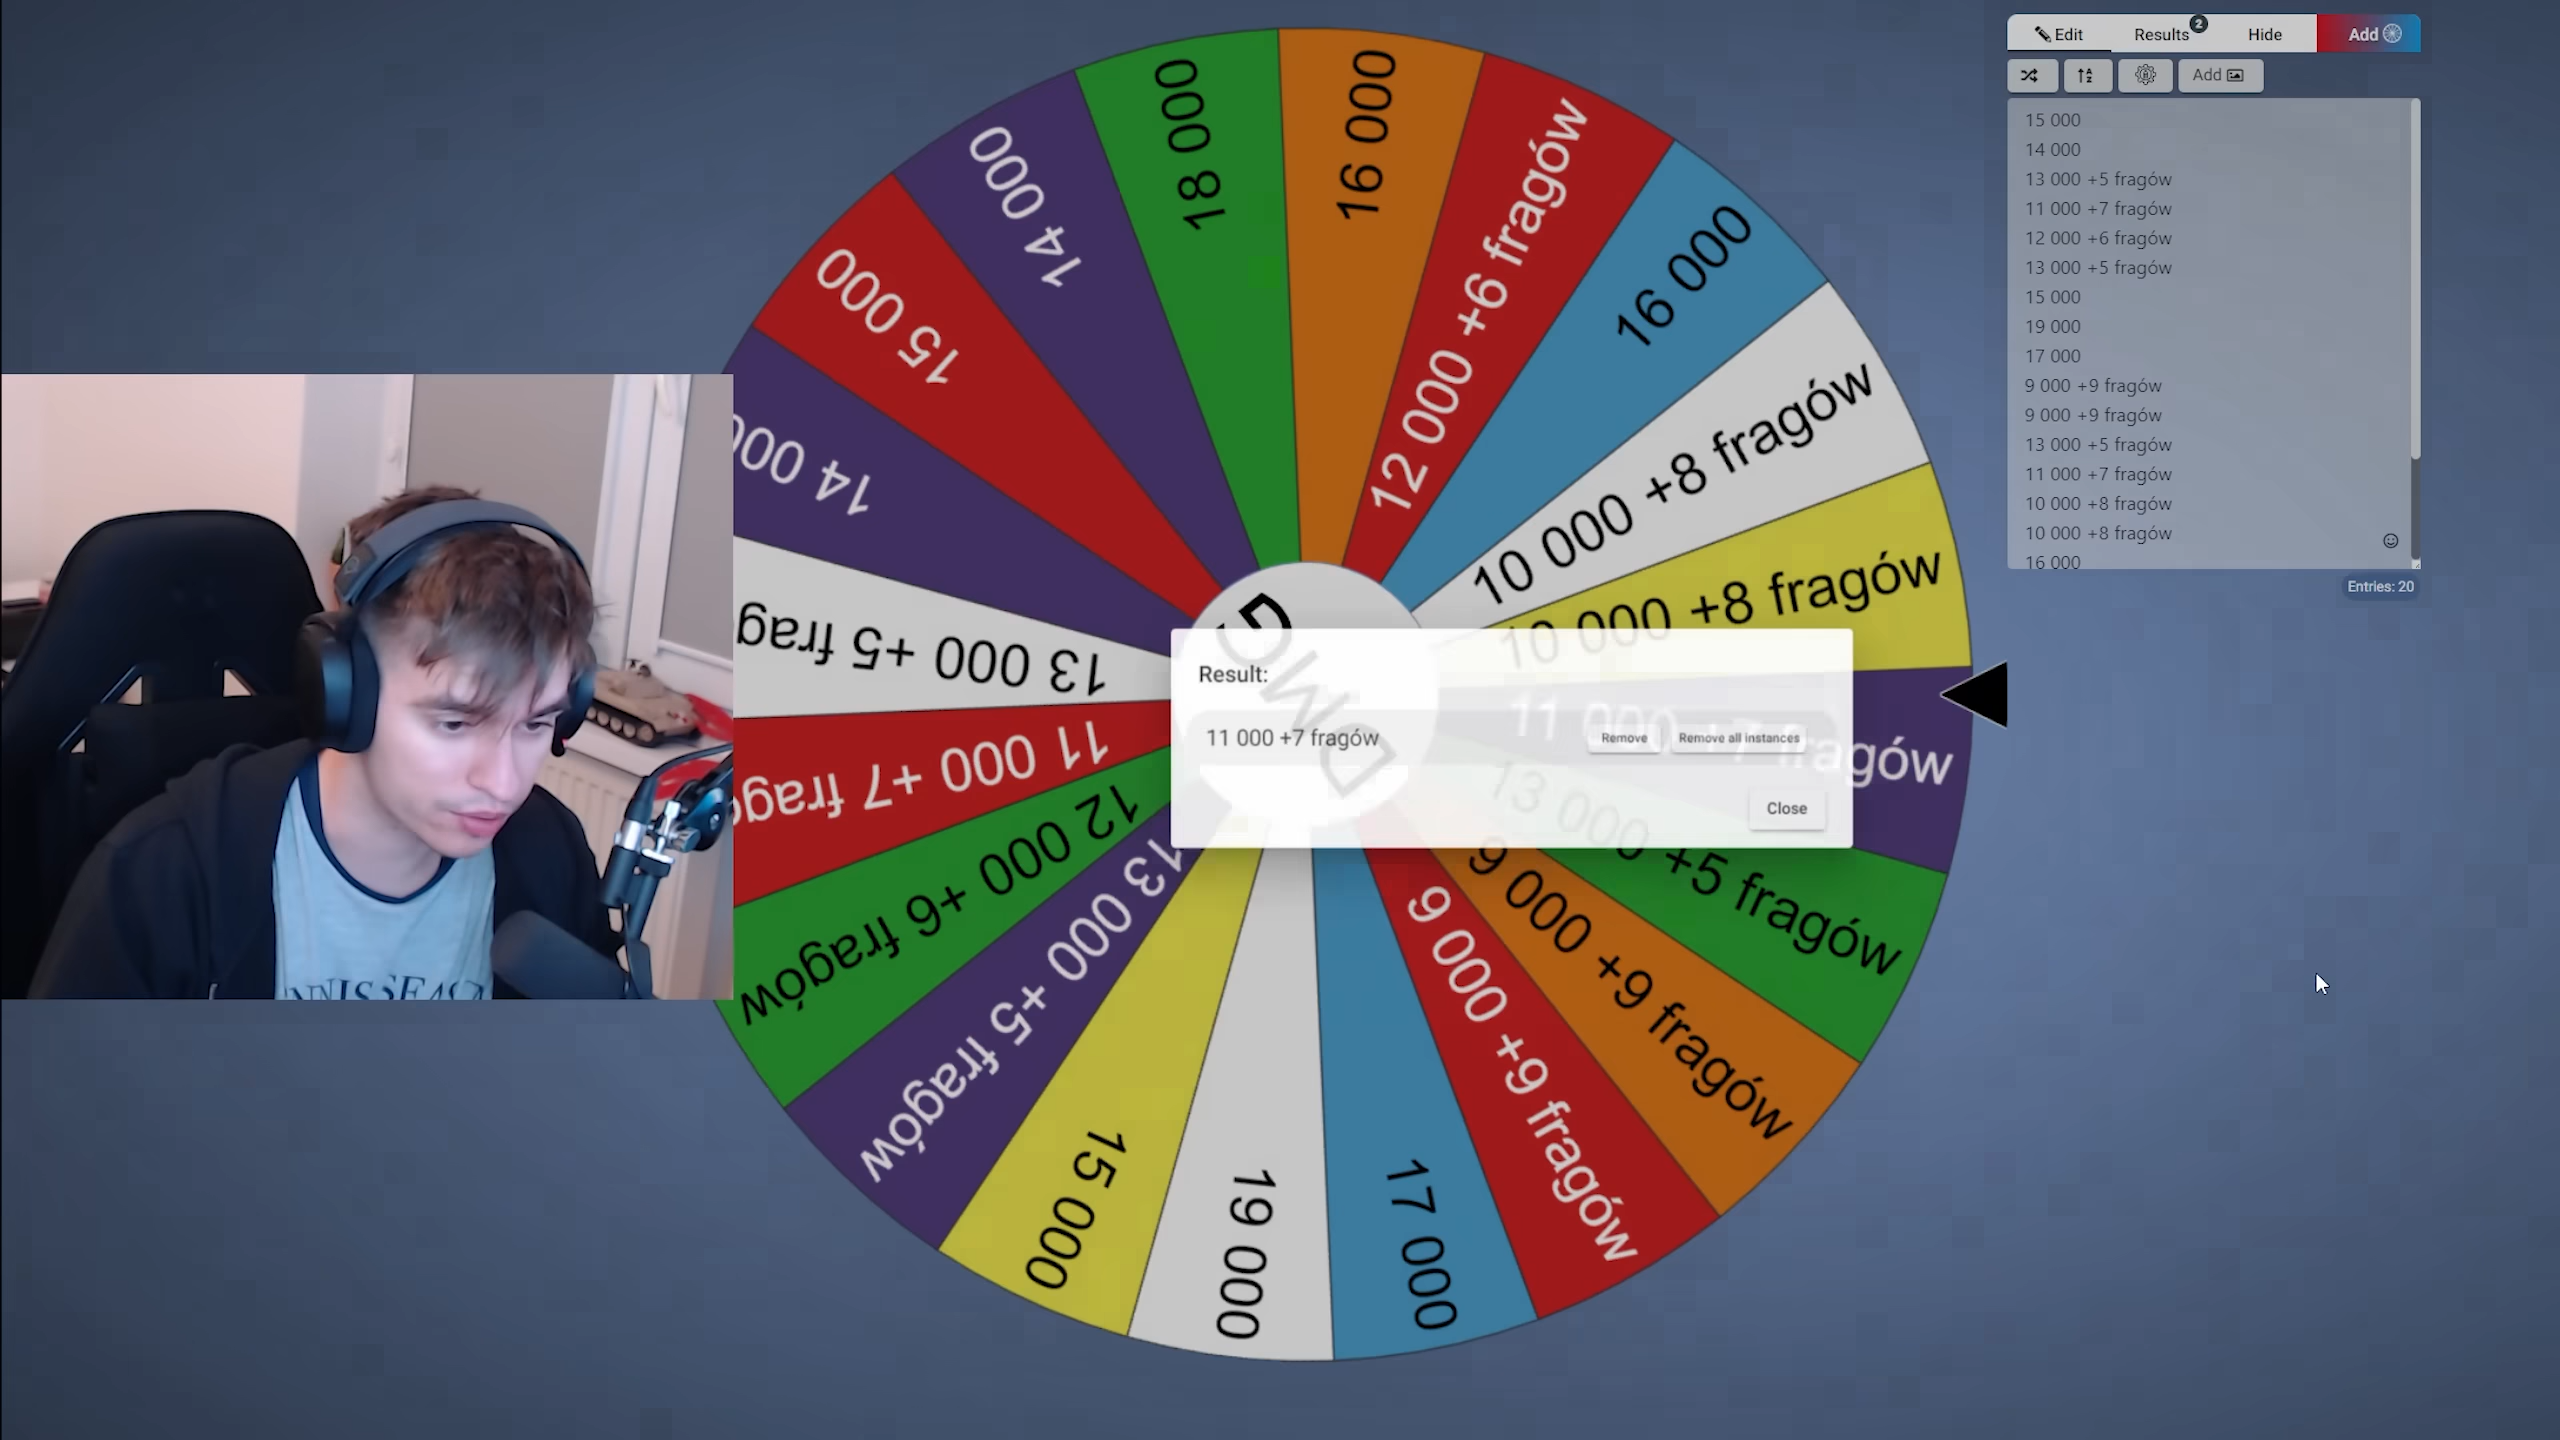 Edit
Results 2
Hide
Add
Add
15 000
14 000
13 000 +5 fragów
11 000 +7 fragów
12 000 +6 fragów
13 000 +5 fragów
15 000
19 000
17 000
9 000 +9 fragów
9 000 +9 fragów
13 000 +5 fragów
11 000 +7 fragów
10 000 +8 fragów
10 000 +8 fragów
16 000
Entries: 20
18 000
16 000
12 000 +6 fragów
16 000
10 000 +8 fragów
10 000 +8 fragów
11 000 +7 fragów
13 000 +5 fragów
9 000 +9 fragów
9 000 +9 fragów
17 000
19 000
15 000
13 000 +5 fragów
12 000 +6 fragów
11 000 +7 frag
13 000 +5 frag
14 000
15 000
14 000
Result:
11 000 +7 fragów
Remove
Remove all instances
Close